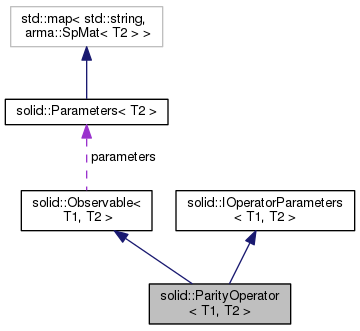 std::map< std::string,
arma::SpMat< T2 > >
solid::Parameters< T2 >
parameters
solid::Observable<
T1, T2 >
solid::IOperatorParameters
< T1, T2 >
solid::ParityOperator
< T1, T2 >